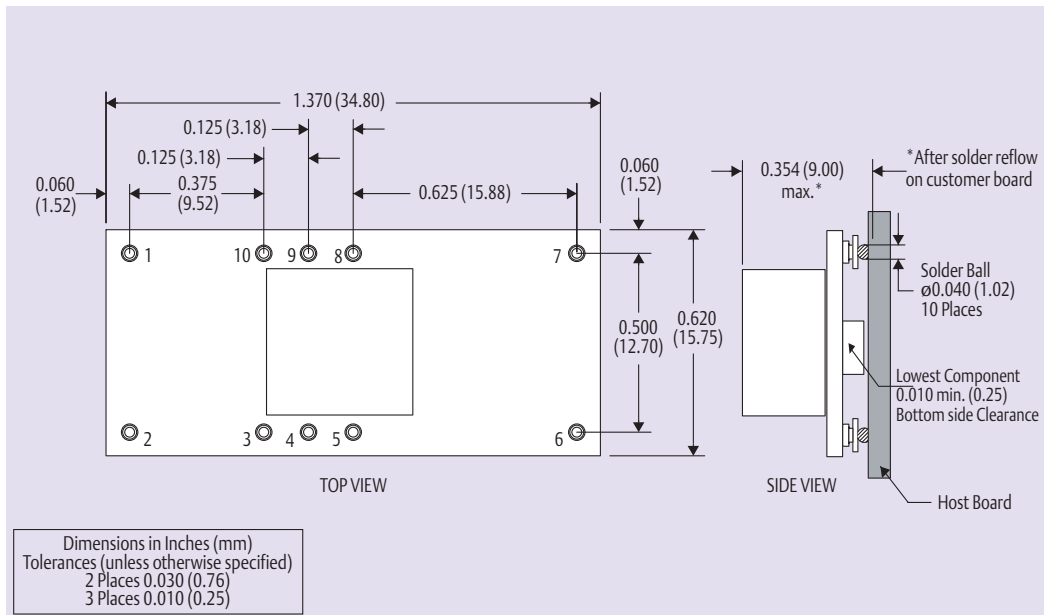 1.370 (34.80)
0.125 (3.18)
0.125 (3.18)
0.060
(1.52)
0.375
(9.52)
0.625 (15.88)
0.060
(1.52)
1
10
9
8
7
0.500
(12.70)
0.620
(15.75)
2
3
4
5
6
TOP VIEW
0.354 (9.00)
max.*
*After solder reflow
on customer board
Solder Ball
ø0.040 (1.02)
10 Places
Lowest Component
0.010 min. (0.25)
Bottom side Clearance
SIDE VIEW
Host Board
Dimensions in Inches (mm)
Tolerances (unless otherwise specified)
2 Places 0.030 (0.76)
3 Places 0.010 (0.25)